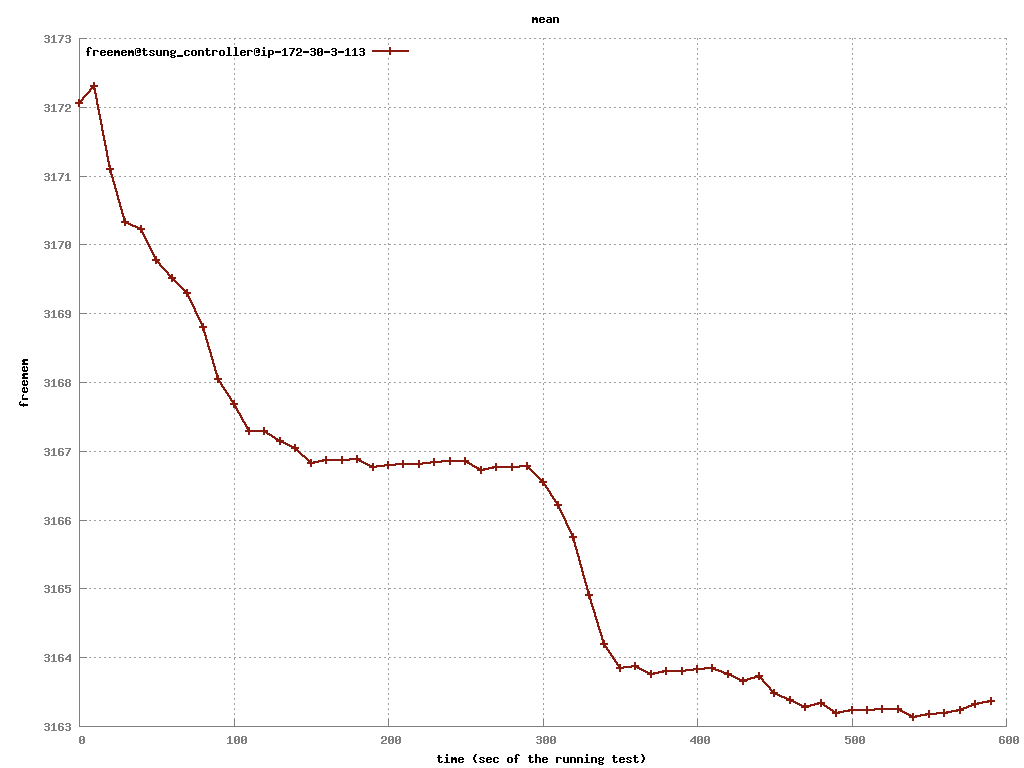 mean
3173
freemem@tsung_controller@ip-172-30-3-113
3172
3171
3170
3169
3168
3167
3166
3165
3164
3163
freemem
0 100 200 300 400 500 600
time (sec of the running test)